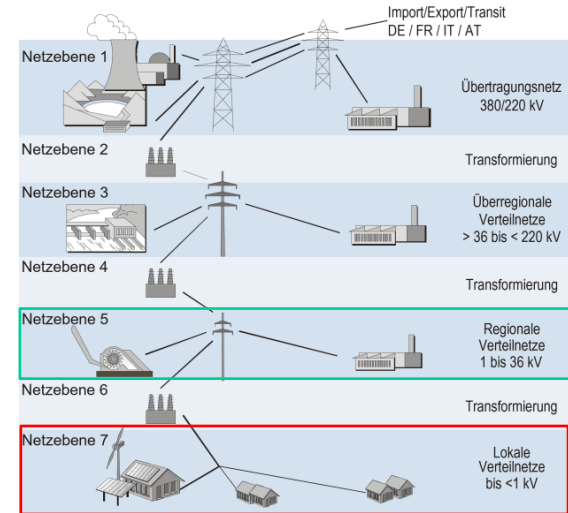 Import/Export/Transit
DE / FR / IT / AT
Netzebene 1
Übertragungsnetz
380/220 kV
Netzebene 2
Transformierung
Netzebene 3
Überregionale
Verteilnetze
> 36 bis < 220 kV
Netzebene 4
Transformierung
Netzebene 5
Regionale
Verteilnetze
1 bis 36 kV
Netzebene 6
Transformierung
Netzebene 7
Lokale
Verteilnetze
bis <1 kV